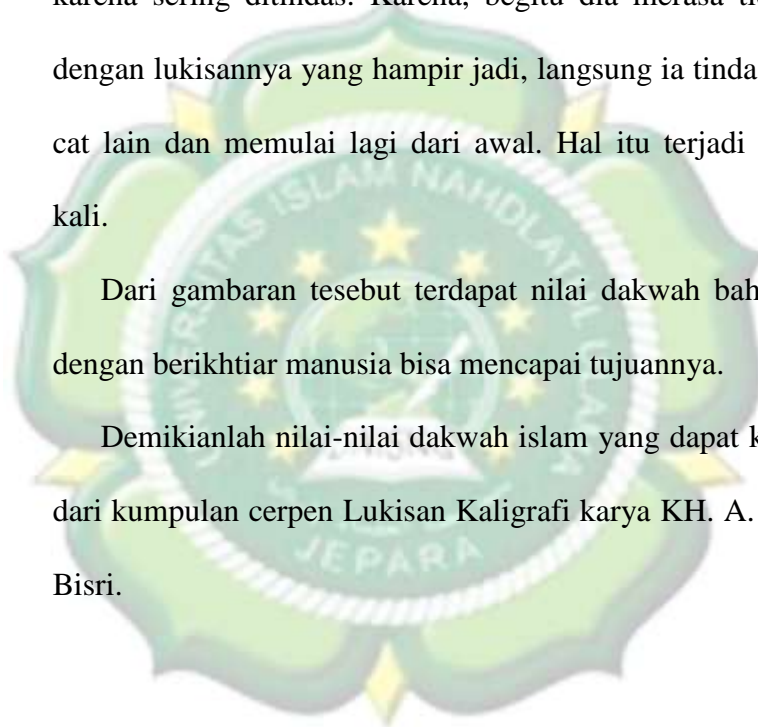 karena sering ditindas. Karena, begitu dia merasa
dengan lukisannya yang hampir jadi, langsung ia tinda
cat lain dan memulai lagi dari awal. Hal itu terjadi
kali.
Dari gambaran tesebut terdapat nilai dakwah bah
dengan berikhtiar manusia bisa mencapai tujuannya.
Demikianlah nilai-nilai dakwah islam yang dapat k
dari kumpulan cerpen Lukisan Kaligrafi karya KH. A.
Bisri.
UNIVERSITAS ISLAM NAHDLATUL ULAMA
JEPARA